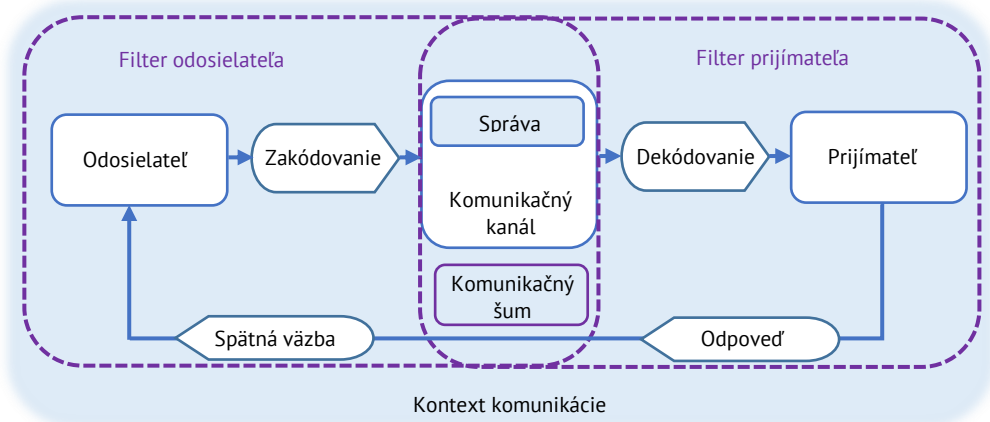 Filter odosielateľa
Filter prijímateľa
Správa
Odosielateľ
Zakódovanie
Dekódovanie
Prijímateľ
Komunikačný
kanál
Komunikačný
šum
Spätná väzba
Odpoveď
Kontext komunikácie